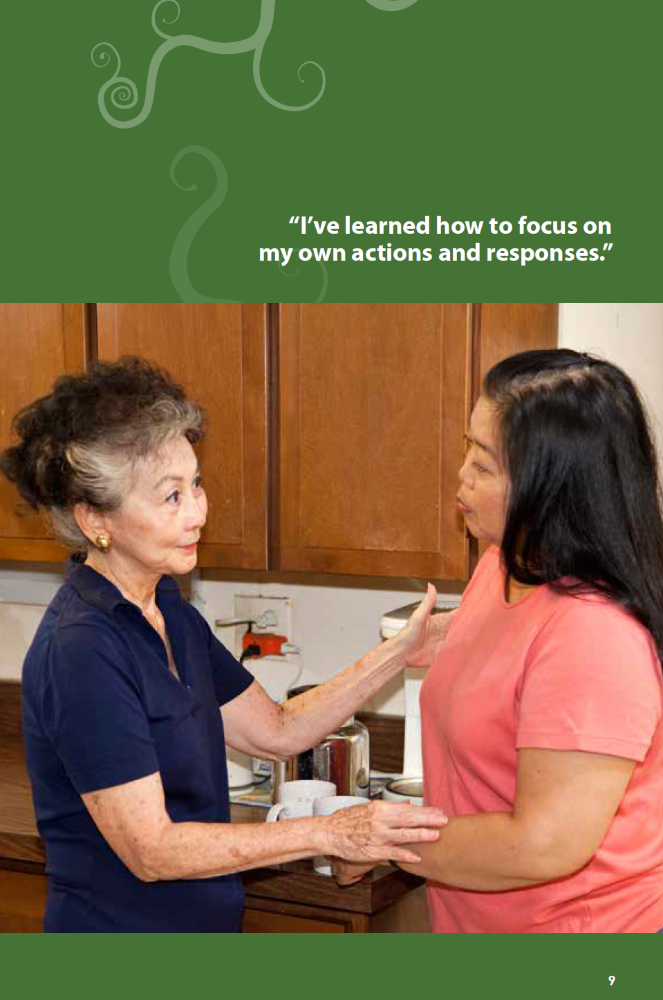 “I’ve learned how to focus on
my own actions and responses.”
9